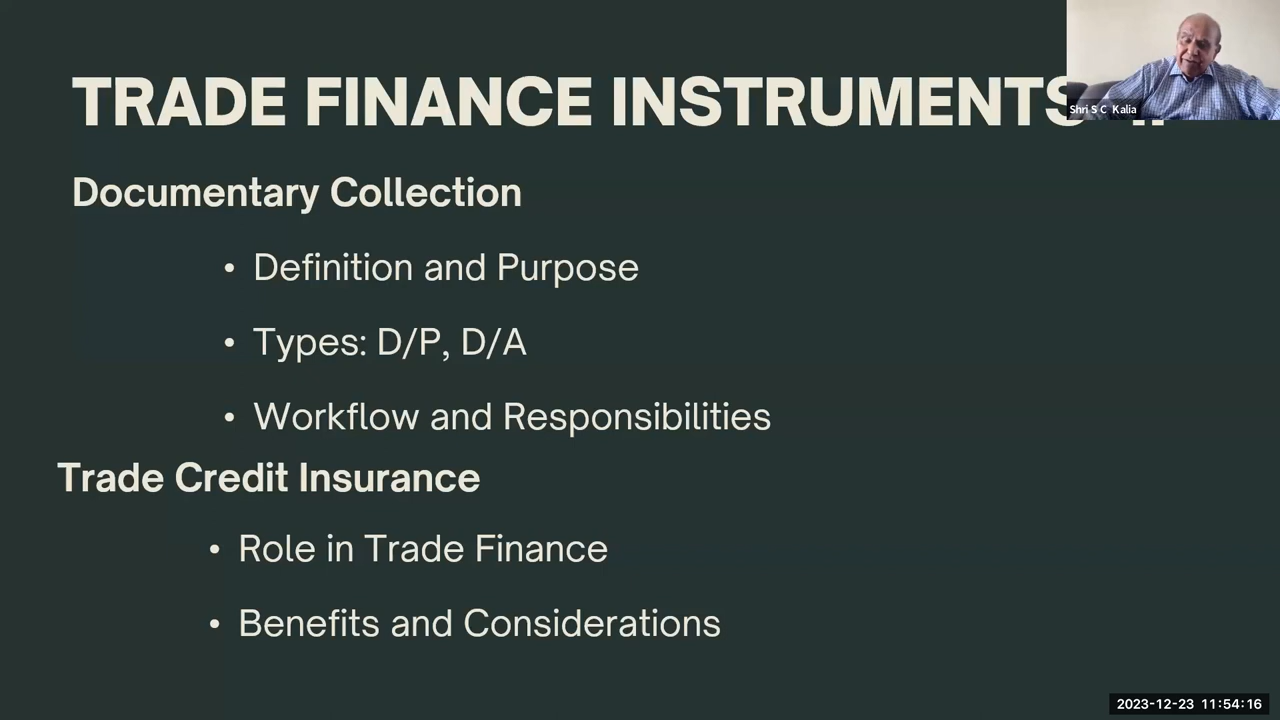 TRADE FINANCE INSTRUMENTS
Shri S C Kalia
Documentary Collection
• Definition and Purpose
• Types: D/P, D/A
• Workflow and Responsibilities
Trade Credit Insurance
• Role in Trade Finance
• Benefits and Considerations
2023-12-23 11:54:16